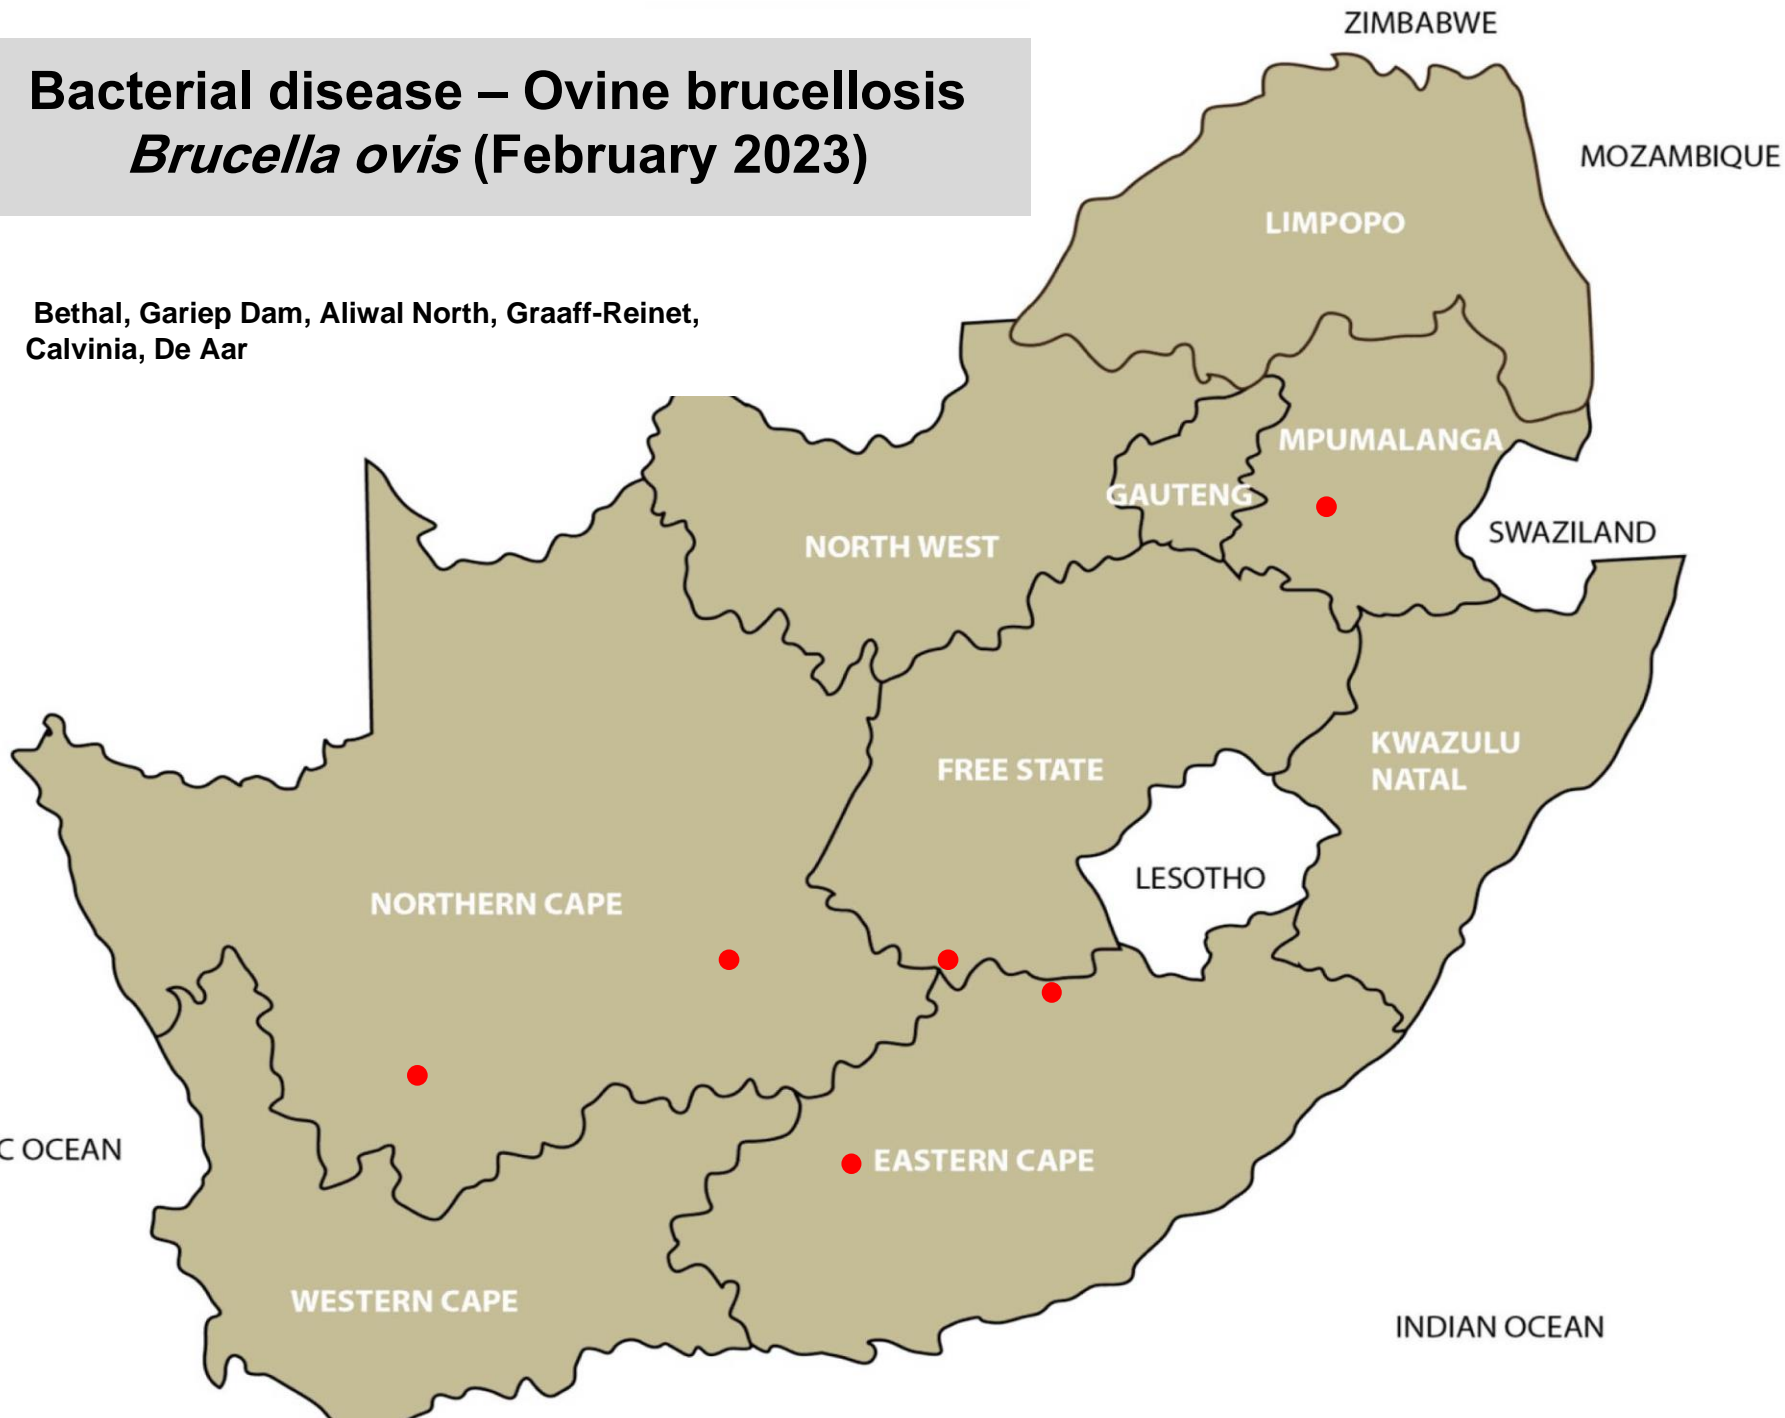 ZIMBABWE
Bacterial disease – Ovine brucellosis
Brucella ovis (February 2023)
MOZAMBIQUE
LIMPOPO
Bethal, Gariep Dam, Aliwal North, Graaff-Reinet,
Calvinia, De Aar
MPUMALANGA
GAUTENG
SWAZILAND
NORTH WEST
KWAZULU
NATAL
FREE STATE
LESOTHO
NORTHERN CAPE
C OCEAN
EASTERN CAPE
WESTERN CAPE
INDIAN OCEAN